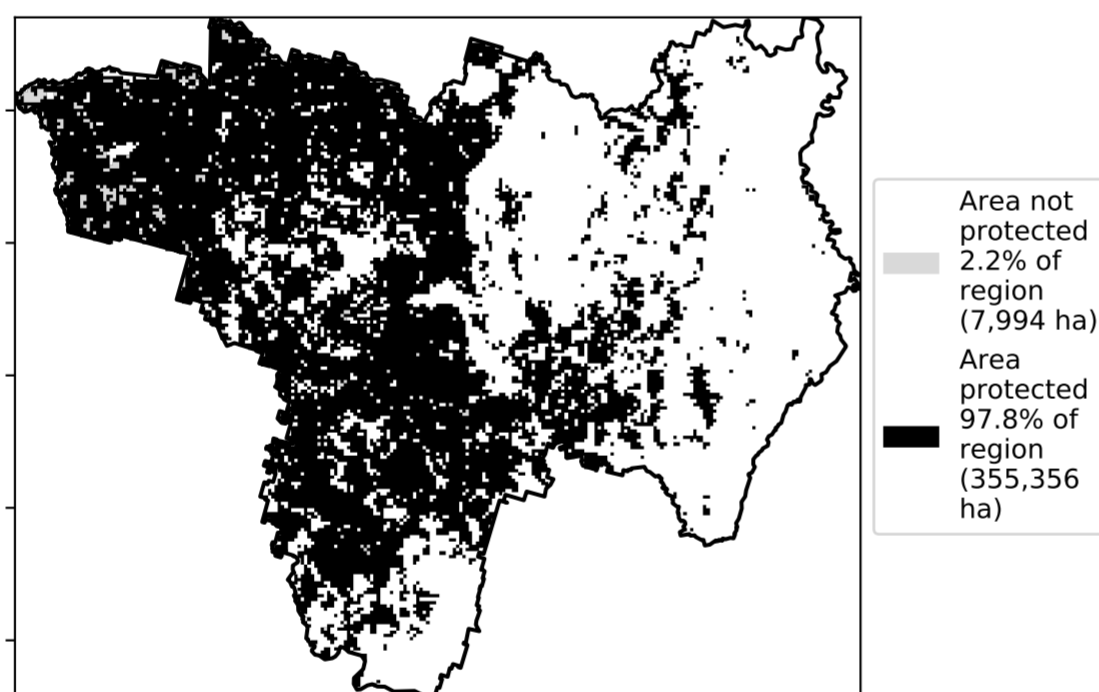 Area not
protected
2.2% of
region
(7,994 ha)
Area
protected
97.8% of
region
(355,356
ha)